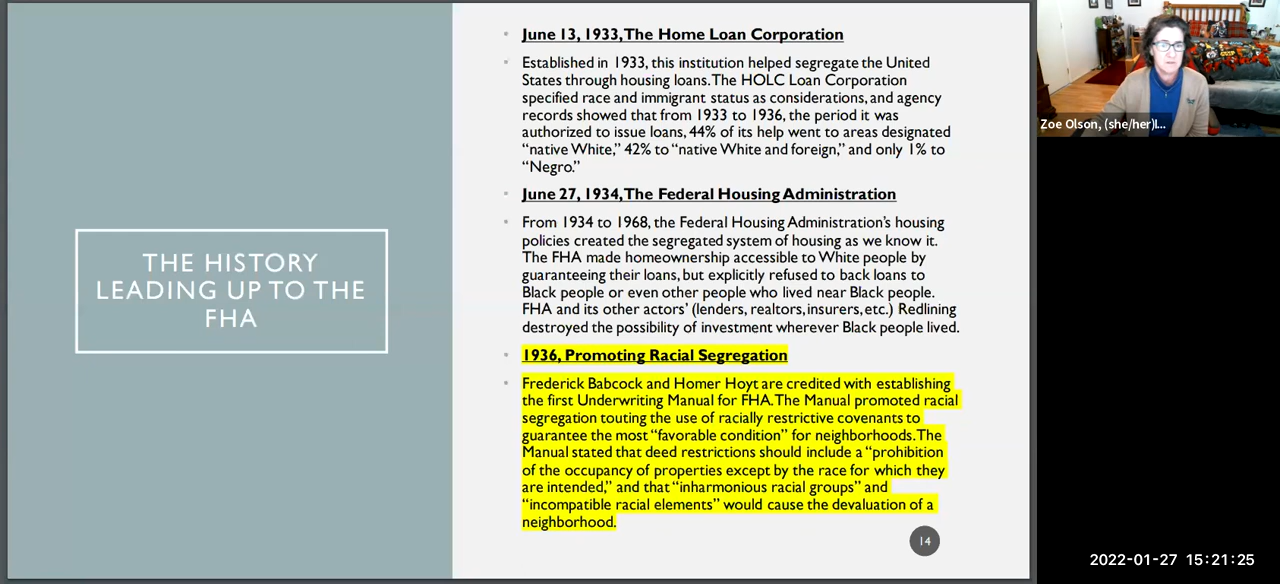 THE HISTORY
LEADING UP TO THE
FHA
June 13, 1933,The Home Loan Corporation
Established in 1933, this institution helped segregate the United
States through housing loans.The HOLC Loan Corporation
specified race and immigrant status as considerations, and agency
records showed that from 1933 to 1936, the period it was
authorized to issue loans, 44% of its help went to areas designated
“native White,” 42% to “native White and foreign,” and only 1% to
“Negro.”
June 27, 1934,The Federal Housing Administration
From 1934 to 1968, the Federal Housing Administration’s housing
policies created the segregated system of housing as we know it.
The FHA made homeownership accessible to White people by
guaranteeing their loans, but explicitly refused to back loans to
Black people or even other people who lived near Black people.
FHA and its other actors’ (lenders, realtors, insurers, etc.) Redlining
destroyed the possibility of investment wherever Black people lived.
1936, Promoting Racial Segregation
Frederick Babcock and Homer Hoyt are credited with establishing
the first Underwriting Manual for FHA.The Manual promoted racial
segregation touting the use of racially restrictive covenants to
guarantee the most “favorable condition” for neighborhoods.The
Manual stated that deed restrictions should include a “prohibition
of the occupancy of properties except by the race for which they
are intended,” and that “inharmonious racial groups” and
“incompatible racial elements” would cause the devaluation of a
neighborhood.
14
Zoe Olson, (she/her)I...
2022-01-27 15:21:25